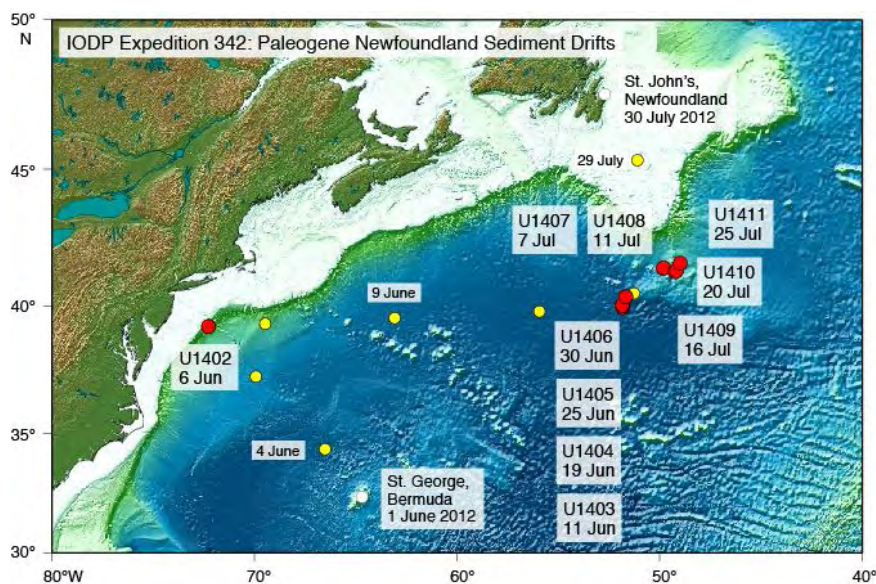 50°
N
IODP Expedition 342: Paleogene Newfoundland Sediment Drifts
St. John's,
Newfoundland
30 July 2012
29 July
45°
U1407
7 Jul
U1408
11 Jul
U1411
25 Jul
U1410
20 Jul
9 June
40°
U1402
6 Jun
U1406
30 Jun
U1409
16 Jul
U1405
25 Jun
35°
4 June
U1404
19 Jun
St. George,
Bermuda
1 June 2012
U1403
11 Jun
30°
80°W
70°
60°
50°
40°